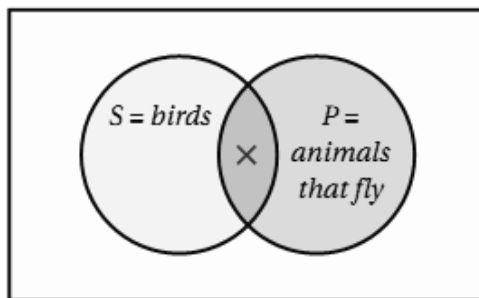 S = birds
P =
animals
that fly
×